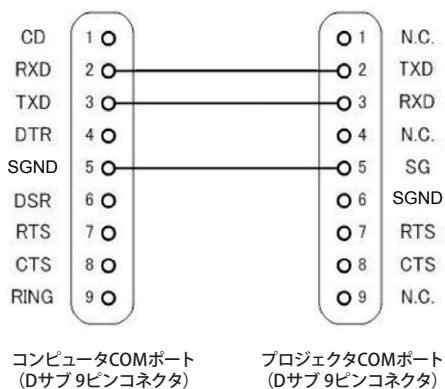 CD 1 1 N.C.
RXD 2 2 TXD
TXD 3 3 RXD
DTR 4 4 N.C.
SGND 5 5 SG
DSR 6 6 SGND
RTS 7 7 RTS
CTS 8 8 CTS
RING 9 9 N.C.
コンピュータCOMポート プロジェクタCOMポート
(Dサブ 9ピンコネクタ) (Dサブ 9ピンコネクタ)